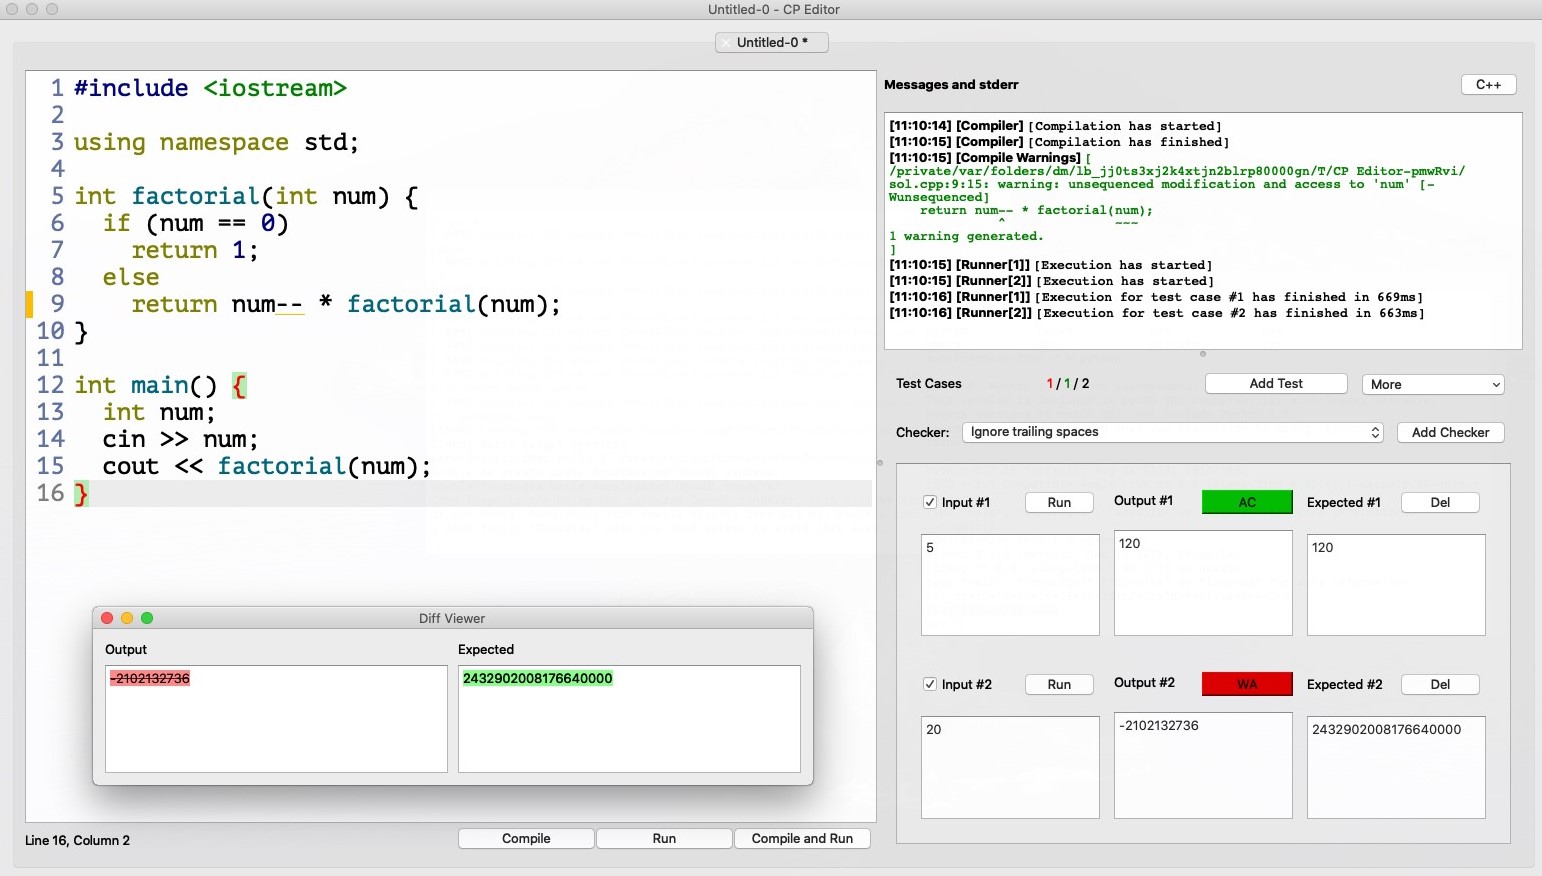 Untitled-0 - CP Editor
Untitled-0 *
1 #include <iostream>
2
3 using namespace std;
4
5 int factorial(int num) {
6   if (num == 0)
7     return 1;
8   else
9     return num-- * factorial(num);
10 }
11
12 int main() {
13   int num;
14   cin >> num;
15   cout << factorial(num);
16 }
Diff Viewer
Output
Expected
-2102132736
2432902008176640000
Line 16, Column 2
Compile
Run
Compile and Run
Messages and stderr
C++
[11:10:14] [Compiler] [Compilation has started]
[11:10:15] [Compiler] [Compilation has finished]
[11:10:15] [Compile Warnings] [
/private/var/folders/dm/lb_jj0ts3xj2k4xtjn2blrp80000gn/T/CP Editor-pmwRvi/
sol.cpp:9:15: warning: unsequenced modification and access to 'num' [-
Wunsequenced]
    return num-- * factorial(num);
              ^              ~~~
1 warning generated.
]
[11:10:15] [Runner[1]] [Execution has started]
[11:10:15] [Runner[2]] [Execution has started]
[11:10:16] [Runner[1]] [Execution for test case #1 has finished in 669ms]
[11:10:16] [Runner[2]] [Execution for test case #2 has finished in 663ms]
Test Cases
1 / 1 / 2
Add Test
More
Checker:
Ignore trailing spaces
Add Checker
Input #1
Run
Output #1
AC
Expected #1
Del
5
120
120
Input #2
Run
Output #2
WA
Expected #2
Del
20
-2102132736
2432902008176640000